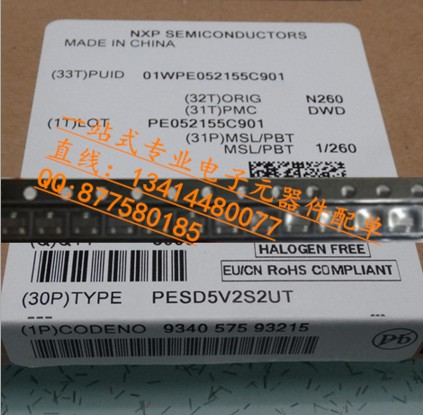 NXP SEMICONDUCTORS
MADE IN CHINA
(33T)PUID 01WPE052155C901
(32T)ORIG N260
(31T)PMC DWD
(1T)LOT PE052155C901
(31P)MSL/PBT
MSL/PBT 1/260
一站式专业电子元器件配单
直线：13414480077
QQ:877580185
HALOGEN FREE
EU/CN RoHS COMPLIANT
(30P)TYPE PESD5V2S2UT
(1P)CODENO 9340 575 93215
Pb